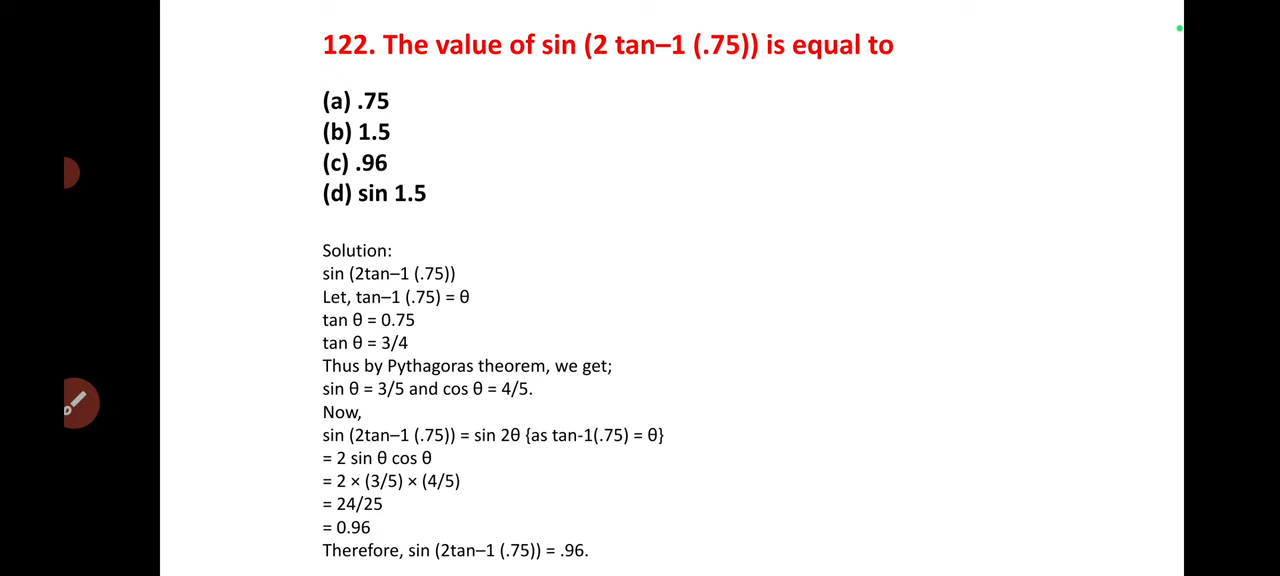 122. The value of sin (2 tan–1 (.75)) is equal to
(a) .75
(b) 1.5
(c) .96
(d) sin 1.5
Solution:
sin (2tan–1 (.75))
Let, tan–1 (.75) = θ
tan θ = 0.75
tan θ = 3/4
Thus by Pythagoras theorem, we get;
sin θ = 3/5 and cos θ = 4/5.
Now,
sin (2tan–1 (.75)) = sin 2θ {as tan-1(.75) = θ}
= 2 sin θ cos θ
= 2 × (3/5) × (4/5)
= 24/25
= 0.96
Therefore, sin (2tan–1 (.75)) = .96.